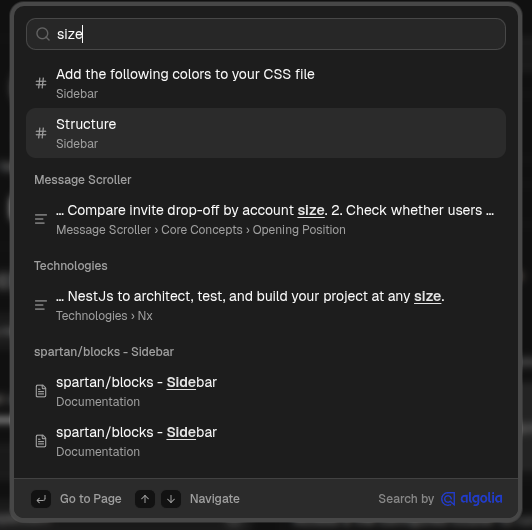 size
Add the following colors to your CSS file
Sidebar
Structure
Sidebar
Message Scroller
... Compare invite drop-off by account size. 2. Check whether users ...
Message Scroller › Core Concepts › Opening Position
Technologies
... NestJs to architect, test, and build your project at any size.
Technologies › Nx
spartan/blocks - Sidebar
spartan/blocks - Sidebar
Documentation
spartan/blocks - Sidebar
Documentation
Go to Page Navigate Search by algolia